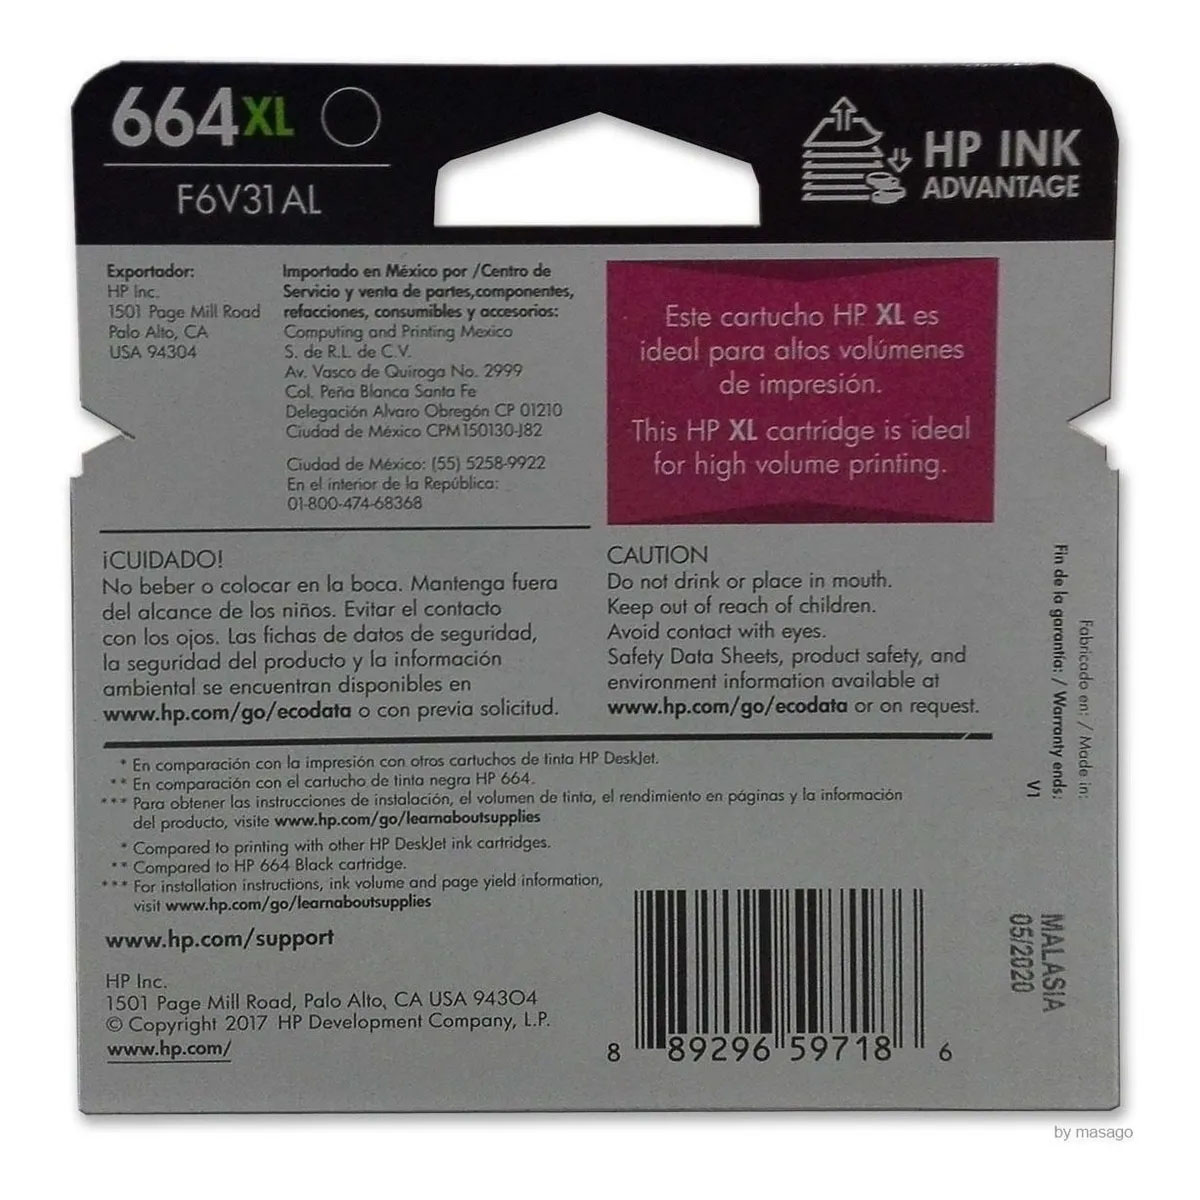 664XL
F6V31AL
HP INK
ADVANTAGE
Exportador:
HP Inc.
1501 Page Mill Road
Palo Alto, CA
USA 94304
Importado en México por /Centro de
Servicio y venta de partes,componentes,
refacciones, consumibles y accesorios:
Computing and Printing Mexico
S. de R.L. de C.V.
Av. Vasco de Quiroga No. 2999
Col. Peña Blanca Santa Fe
Delegación Alvaro Obregón CP 01210
Ciudad de México CPM150130-J82
Ciudad de México: (55) 5258-9922
En el interior de la República:
01-800-474-68368
Este cartucho HP XL es
ideal para altos volúmenes
de impresión.
This HP XL cartridge is ideal
for high volume printing.
¡CUIDADO!
No beber o colocar en la boca. Mantenga fuera
del alcance de los niños. Evitar el contacto
con los ojos. Las fichas de datos de seguridad,
la seguridad del producto y la información
ambiental se encuentran disponibles en
www.hp.com/go/ecodata o con previa solicitud.
CAUTION
Do not drink or place in mouth.
Keep out of reach of children.
Avoid contact with eyes.
Safety Data Sheets, product safety, and
environment information available at
www.hp.com/go/ecodata or on request.
Fin de la garantía: / Warranty ends:
V1
Fabricado en: / Made in:
* En comparación con la impresión con otros cartuchos de tinta HP DeskJet.
** En comparación con el cartucho de tinta negra HP 664.
*** Para obtener las instrucciones de instalación, el volumen de tinta, el rendimiento en páginas y la información
del producto, visite www.hp.com/go/learnaboutsupplies
* Compared to printing with other HP DeskJet ink cartridges.
** Compared to HP 664 Black cartridge.
*** For installation instructions, ink volume and page yield information,
visit www.hp.com/go/learnaboutsupplies
www.hp.com/support
HP Inc.
1501 Page Mill Road, Palo Alto, CA USA 94304
© Copyright 2017 HP Development Company, L.P.
www.hp.com/
8 89296 59718 6
MALASIA
05/2020
by masago